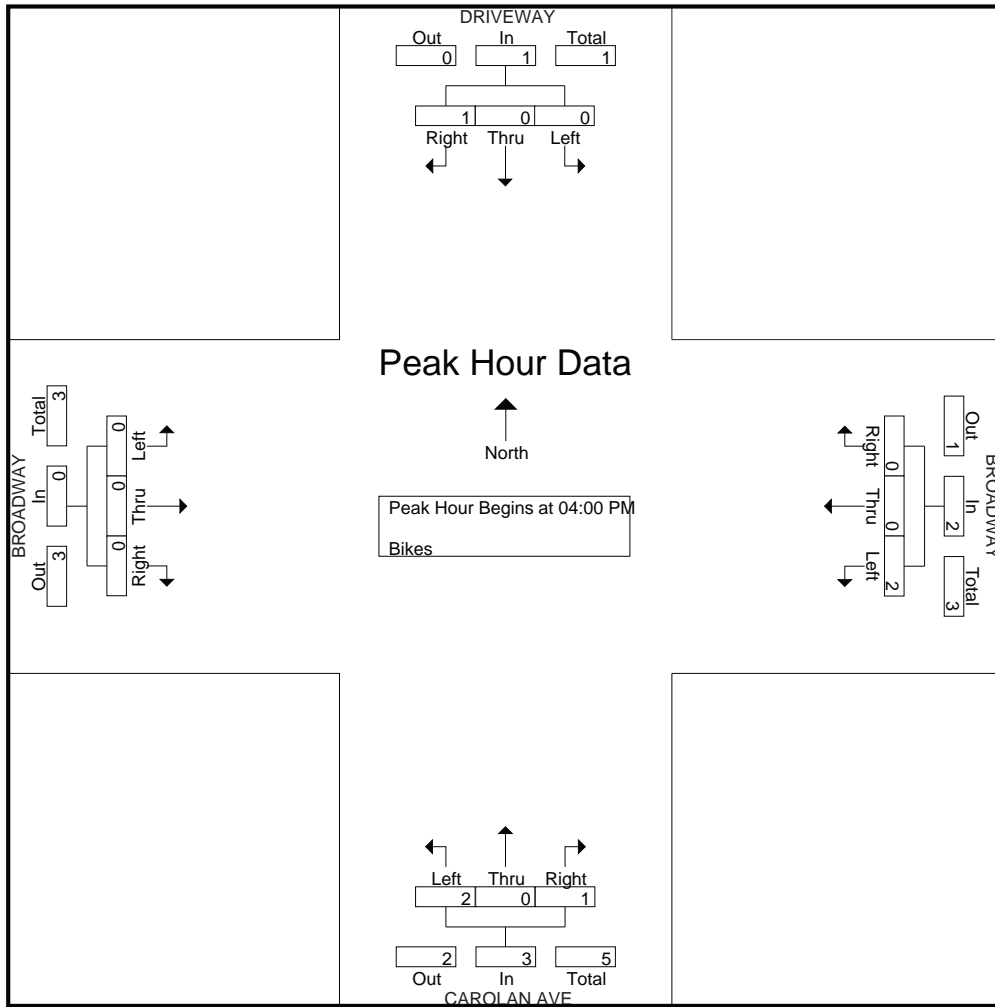 DRIVEWAY
Out In Total
0 1 1
1 0 0
Right Thru Left
Peak Hour Data
North
Peak Hour Begins at 04:00 PM
Bikes
BROADWAY
Out In Total
3 0 3
0 0 0
Right Thru Left
BROADWAY
Out In Total
1 2 3
0 0 2
Right Thru Left
Left Thru Right
2 0 1
2 3 5
Out In Total
CAROLAN AVE